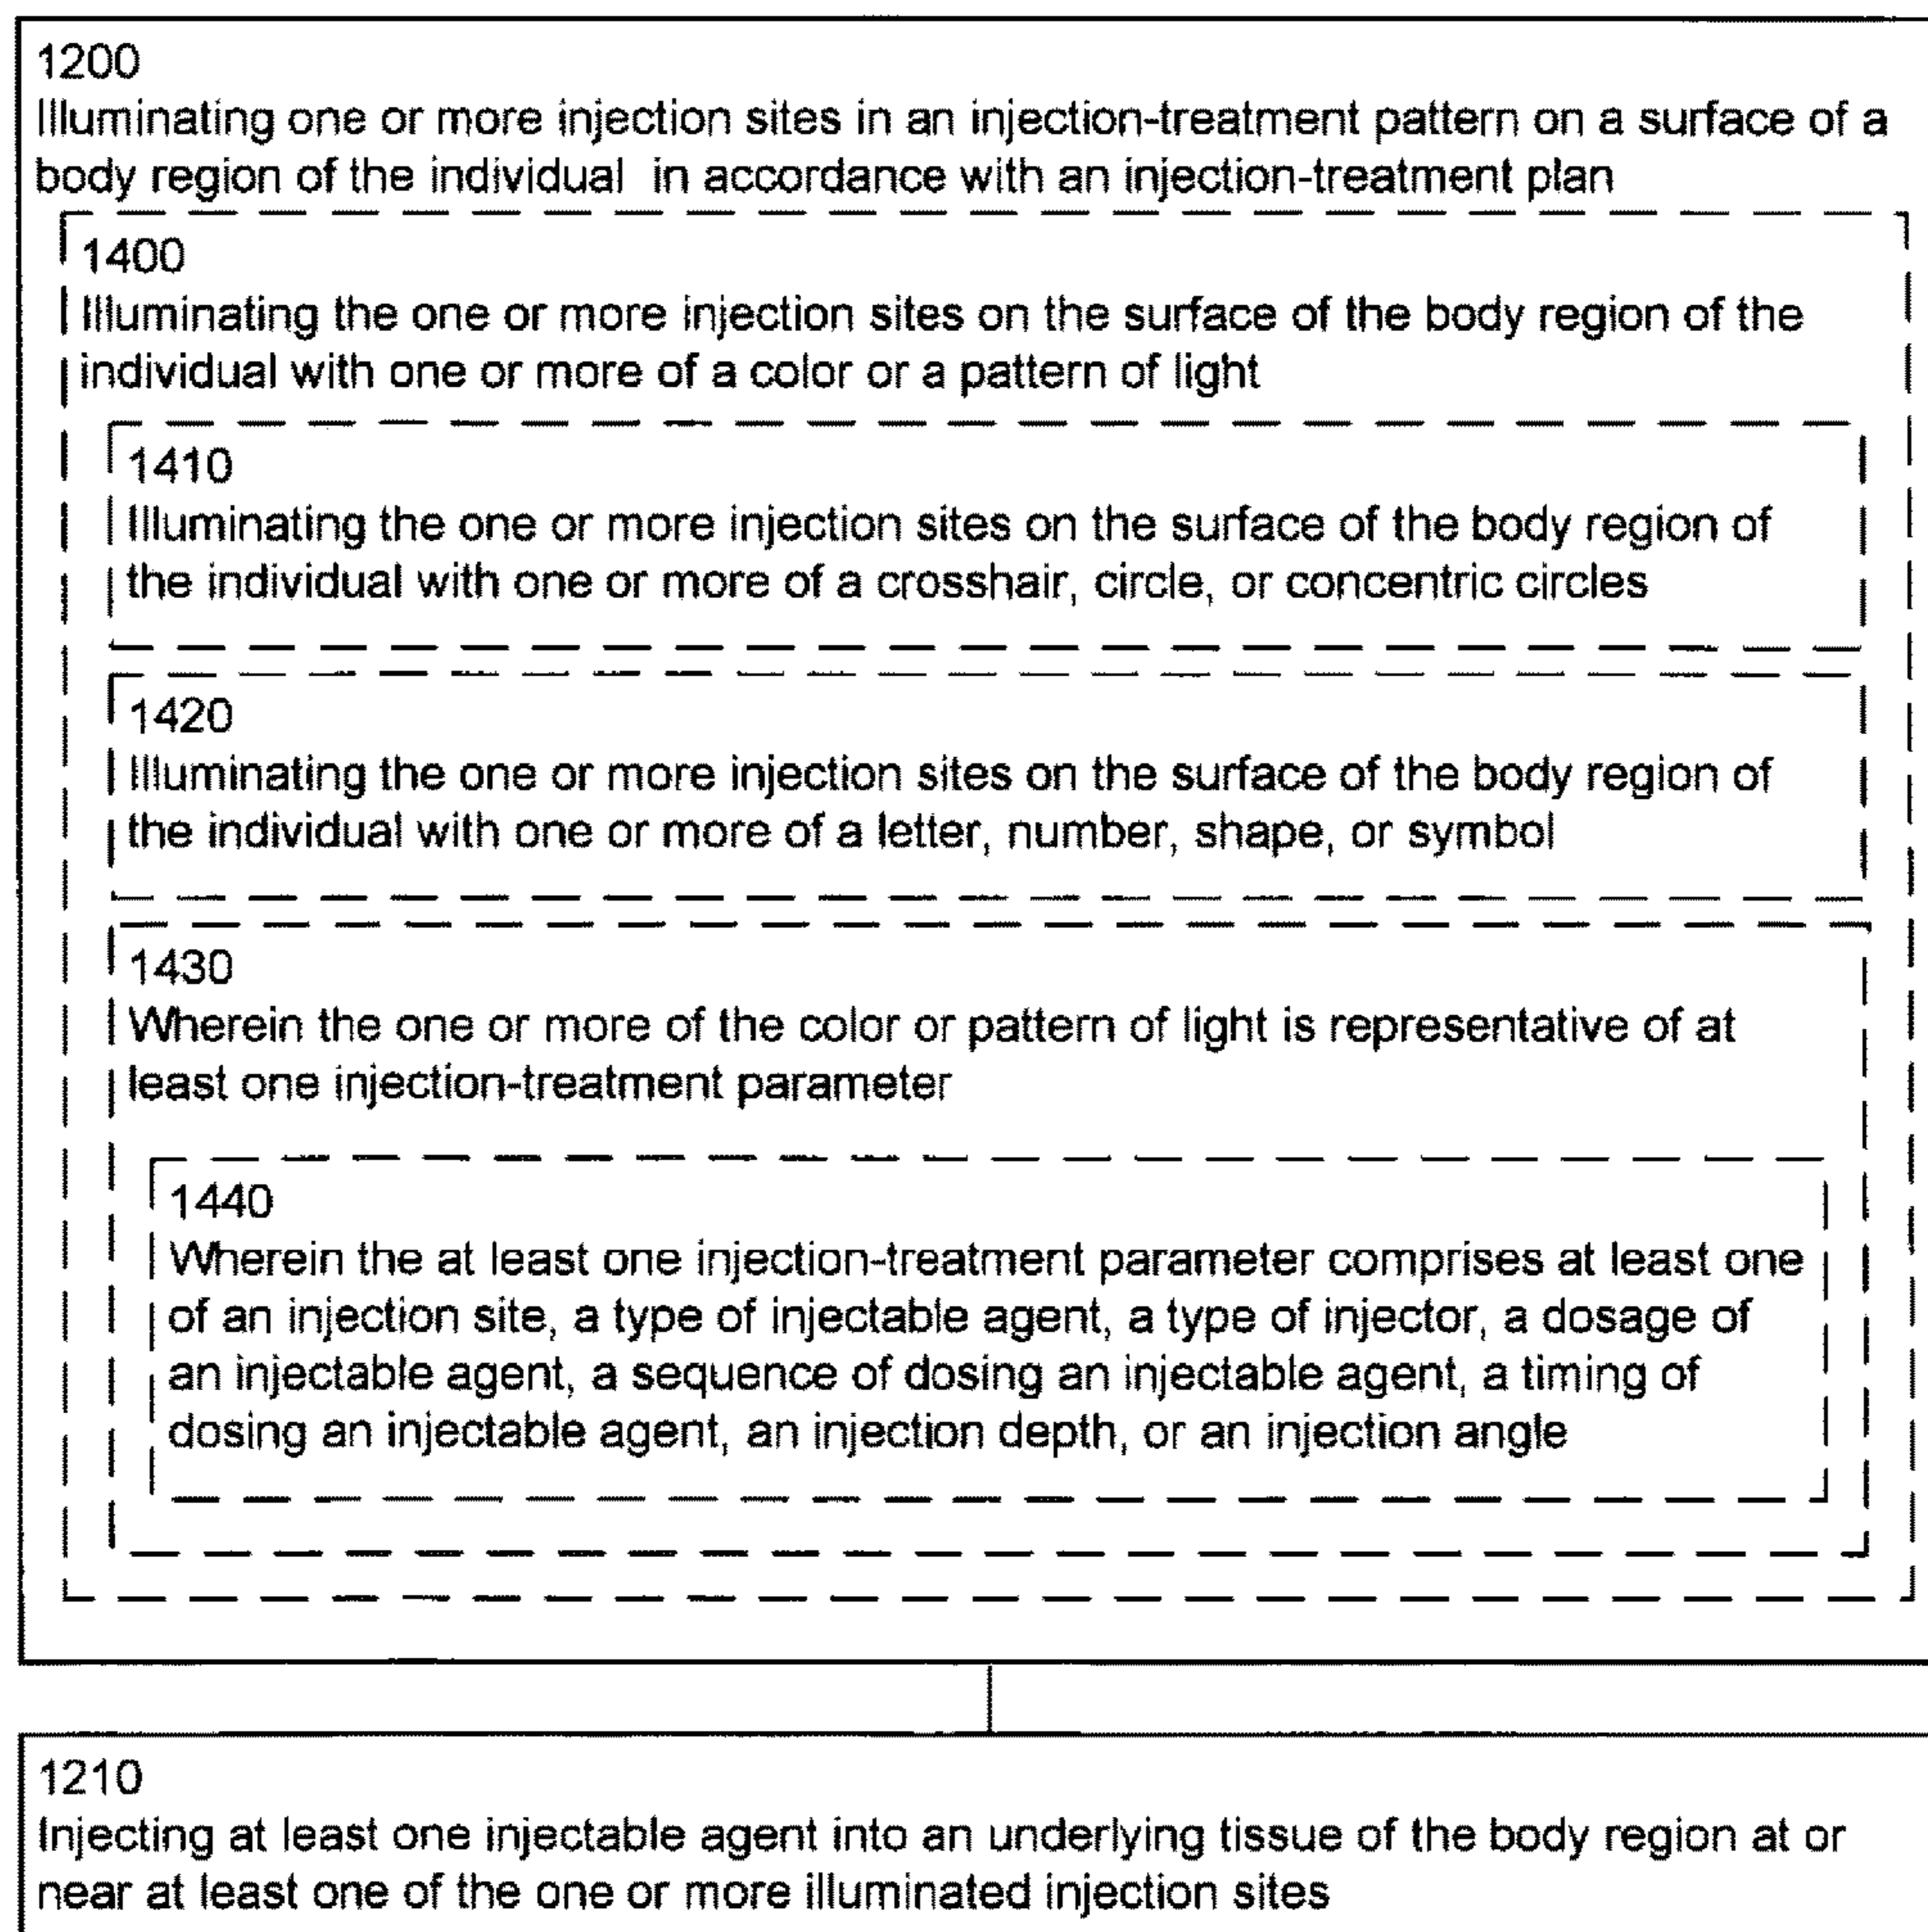 1200
Illuminating one or more injection sites in an injection-treatment pattern on a surface of a
body region of the individual in accordance with an injection-treatment plan
1400
Illuminating the one or more injection sites on the surface of the body region of the
individual with one or more of a color or a pattern of light
1410
Illuminating the one or more injection sites on the surface of the body region of
the individual with one or more of a crosshair, circle, or concentric circles
1420
Illuminating the one or more injection sites on the surface of the body region of
the individual with one or more of a letter, number, shape, or symbol
1430
Wherein the one or more of the color or pattern of light is representative of at
least one injection-treatment parameter
1440
Wherein the at least one injection-treatment parameter comprises at least one
of an injection site, a type of injectable agent, a type of injector, a dosage of
an injectable agent, a sequence of dosing an injectable agent, a timing of
dosing an injectable agent, an injection depth, or an injection angle
1210
Injecting at least one injectable agent into an underlying tissue of the body region at or
near at least one of the one or more illuminated injection sites